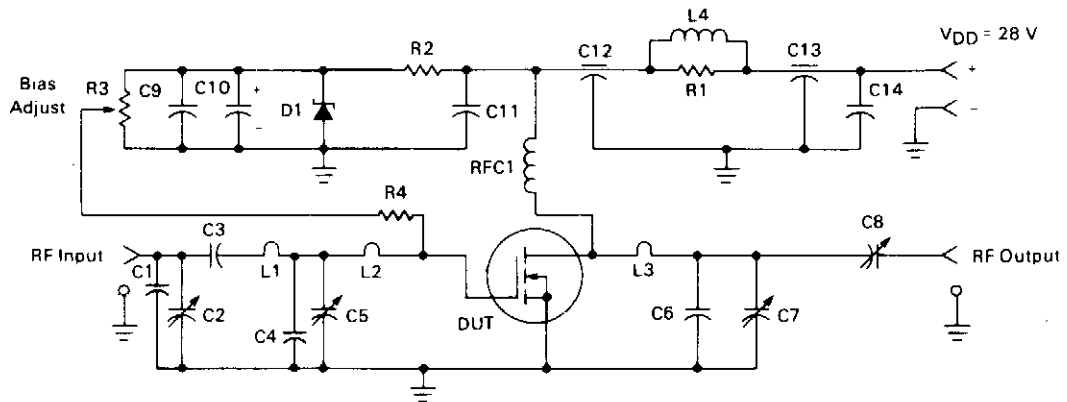 L4
V_DD = 28 V
R2
C12
C13
+
R1
Bias
Adjust
R3
C9
C10
+
–
D1
C11
C14
–
RFC1
R4
C3
C8
RF Input
L1
L2
L3
RF Output
C1
C2
C4
C5
DUT
C6
C7